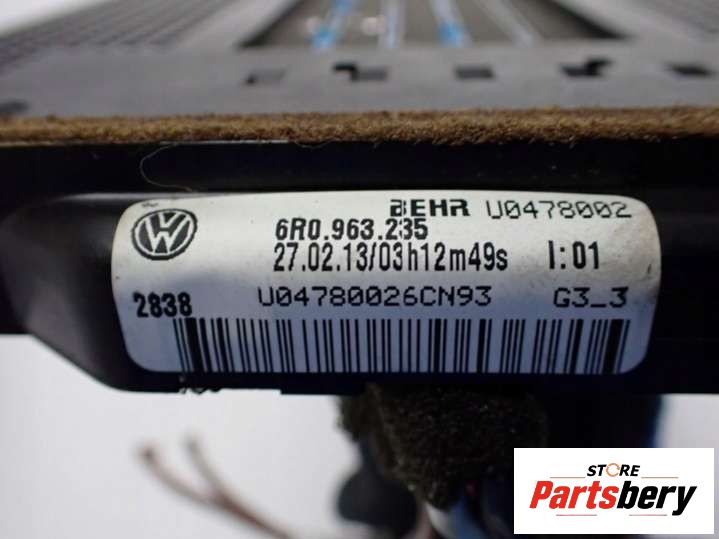 BEHR U0478002
6R0.963.235
27.02.13/03h12m49s I:01
2838 U04780026CN93 G3_3
STORE
Partsbery